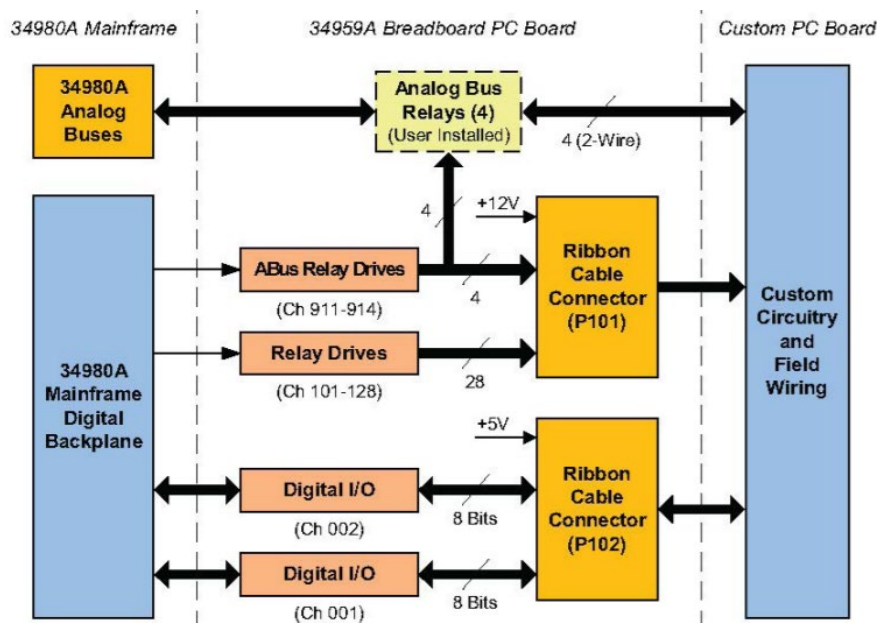 34980A Mainframe
34959A Breadboard PC Board
Custom PC Board
34980A
Analog
Buses
Analog Bus
Relays (4)
(User Installed)
4 (2-Wire)
4
+12V
ABus Relay Drives
(Ch 911-914)
4
Ribbon
Cable
Connector
(P101)
Relay Drives
(Ch 101-128)
28
34980A
Mainframe
Digital
Backplane
Custom
Circuitry
and
Field
Wiring
+5V
Digital I/O
(Ch 002)
8 Bits
Ribbon
Cable
Connector
(P102)
Digital I/O
(Ch 001)
8 Bits